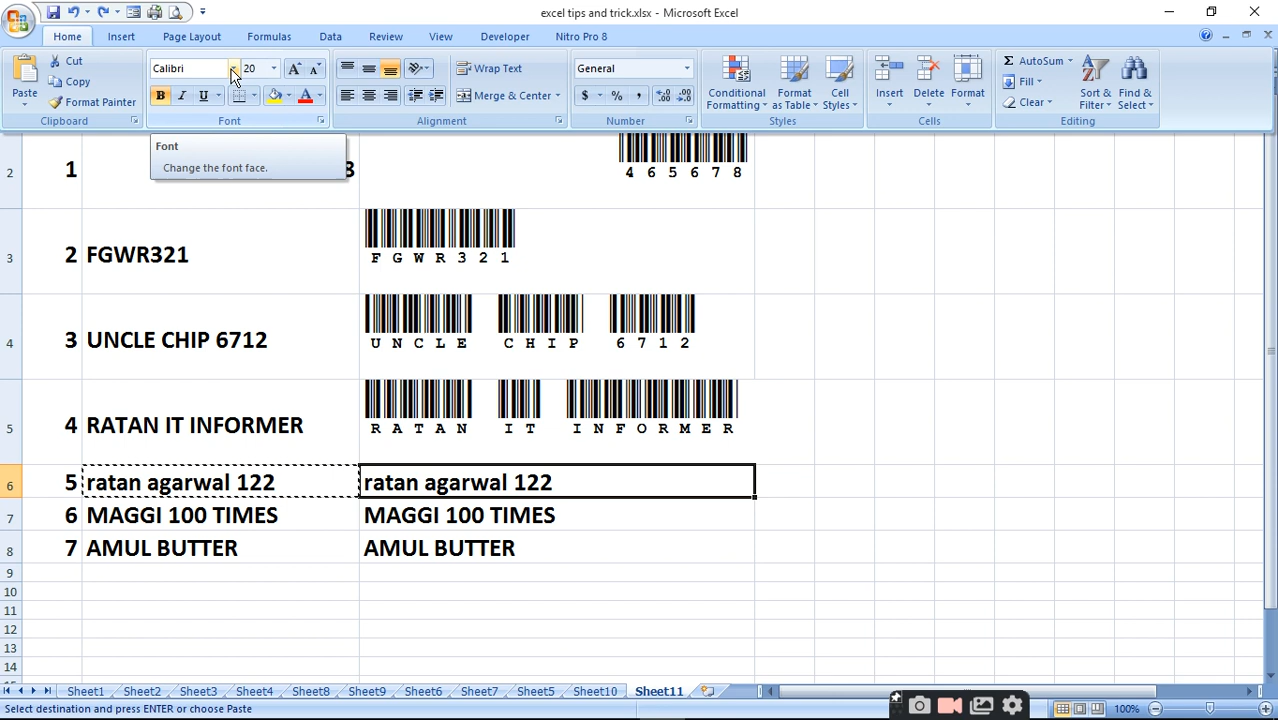 excel tips and trick.xlsx - Microsoft Excel
Home Insert Page Layout Formulas Data Review View Developer Nitro Pro 8
Paste
Cut
Copy
Format Painter
Clipboard
Calibri 20
B I U A
Font
Wrap Text
Merge & Center
Alignment
General
$ % ,
Number
Conditional Formatting
Format as Table
Cell Styles
Styles
Insert Delete Format
Cells
Σ AutoSum
Fill
Clear
Sort & Filter
Find & Select
Editing
Font
Change the font face.
2 1 3 4 6 5 6 7 8
3 2 FGWR321 F G W R 3 2 1
4 3 UNCLE CHIP 6712 U N C L E C H I P 6 7 1 2
5 4 RATAN IT INFORMER R A T A N I T I N F O R M E R
6 5 ratan agarwal 122 ratan agarwal 122
7 6 MAGGI 100 TIMES MAGGI 100 TIMES
8 7 AMUL BUTTER AMUL BUTTER
9
10
11
12
13
14
Sheet1 Sheet2 Sheet3 Sheet4 Sheet8 Sheet9 Sheet6 Sheet7 Sheet5 Sheet10 Sheet11
Select destination and press ENTER or choose Paste 100%